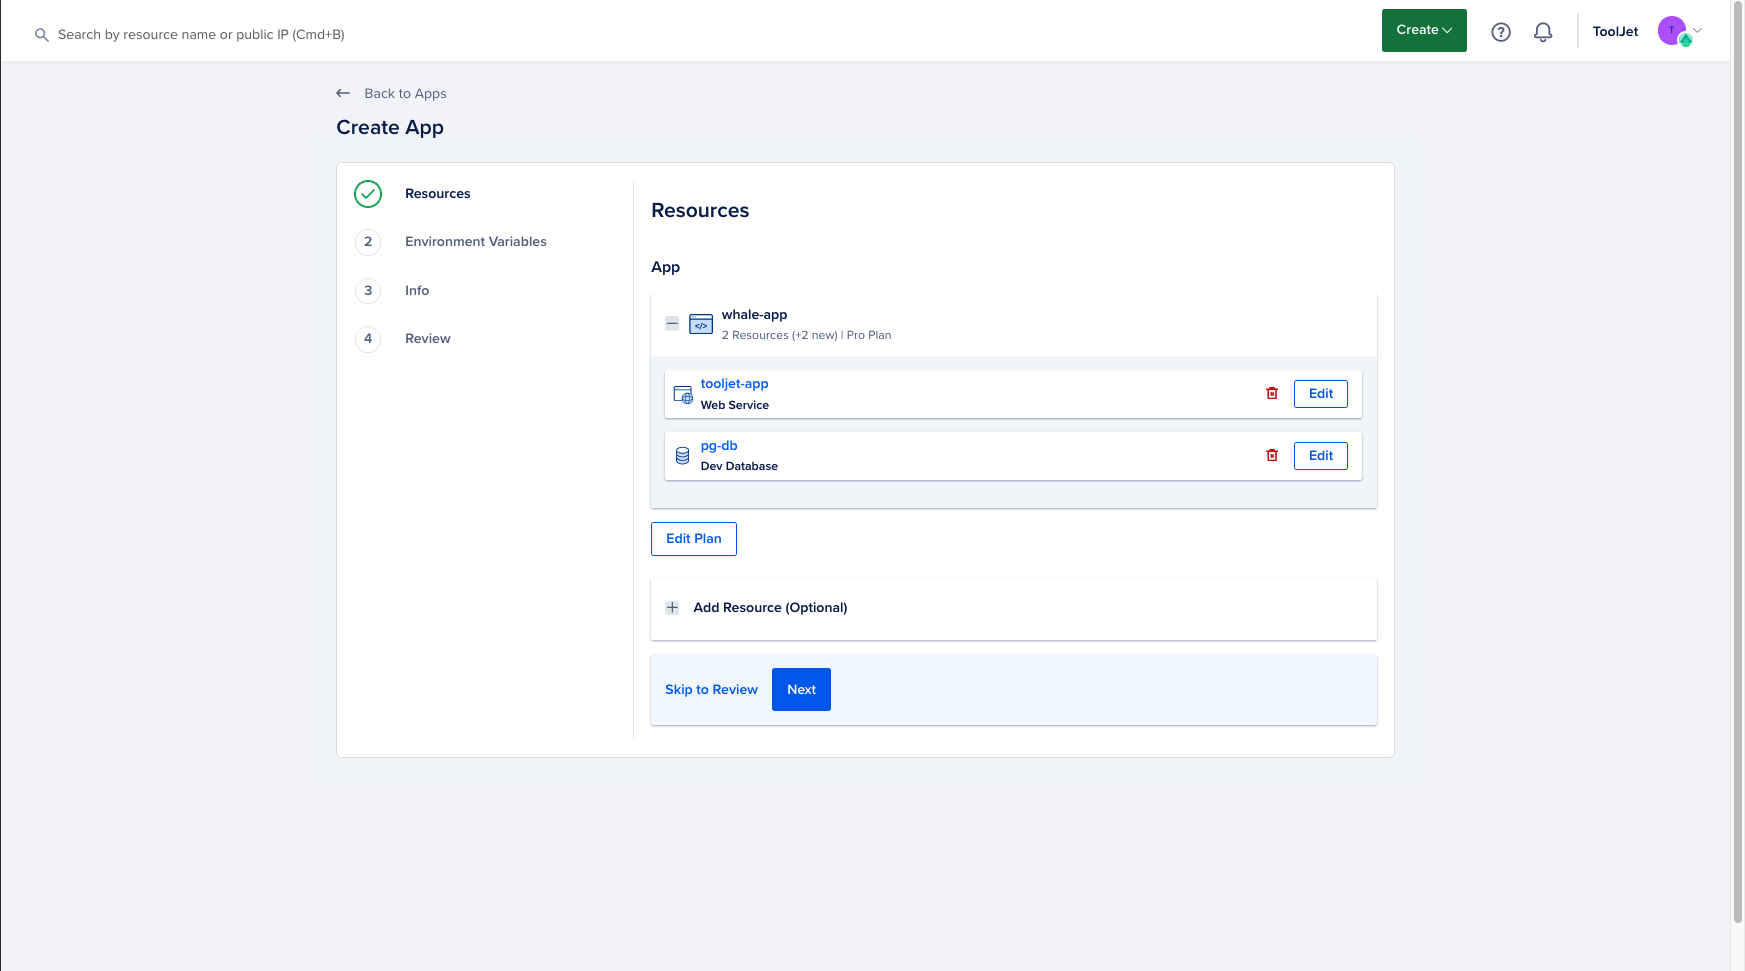 Search by resource name or public IP (Cmd+B)
Create
ToolJet
T
Back to Apps
Create App
Resources
2 Environment Variables
3 Info
4 Review
Resources
App
</>
whale-app
2 Resources (+2 new) | Pro Plan
tooljet-app
Web Service
Edit
pg-db
Dev Database
Edit
Edit Plan
Add Resource (Optional)
Skip to Review
Next